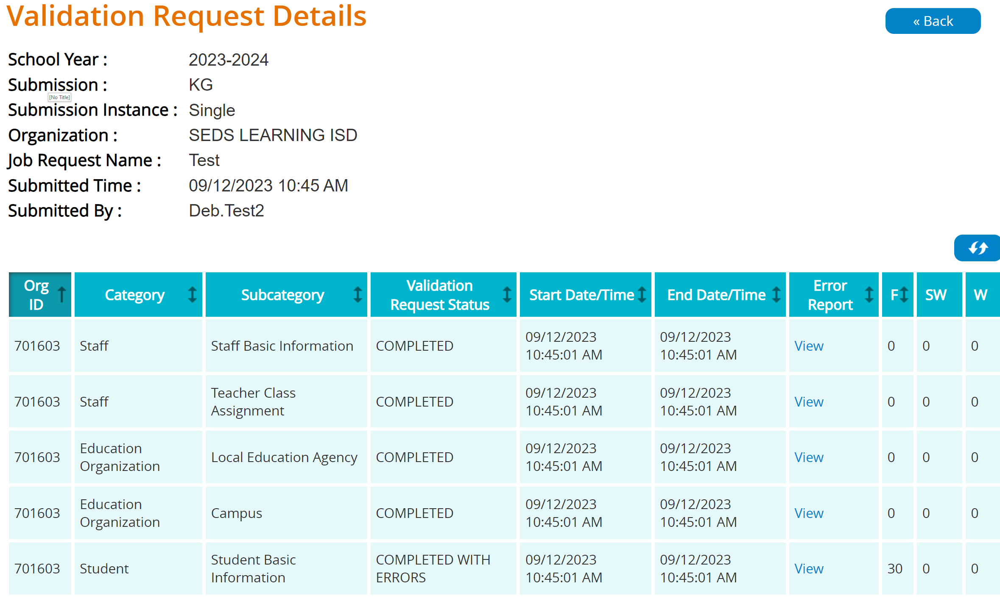 Validation Request Details
« Back
School Year : 2023-2024
Submission : KG
[No Title]
Submission Instance : Single
Organization : SEDS LEARNING ISD
Job Request Name : Test
Submitted Time : 09/12/2023 10:45 AM
Submitted By : Deb.Test2
Org ID Category Subcategory Validation Request Status Start Date/Time End Date/Time Error Report F SW W
701603 Staff Staff Basic Information COMPLETED 09/12/2023 10:45:01 AM 09/12/2023 10:45:01 AM View 0 0 0
701603 Staff Teacher Class Assignment COMPLETED 09/12/2023 10:45:01 AM 09/12/2023 10:45:01 AM View 0 0 0
701603 Education Organization Local Education Agency COMPLETED 09/12/2023 10:45:01 AM 09/12/2023 10:45:01 AM View 0 0 0
701603 Education Organization Campus COMPLETED 09/12/2023 10:45:01 AM 09/12/2023 10:45:01 AM View 0 0 0
701603 Student Student Basic Information COMPLETED WITH ERRORS 09/12/2023 10:45:01 AM 09/12/2023 10:45:01 AM View 30 0 0